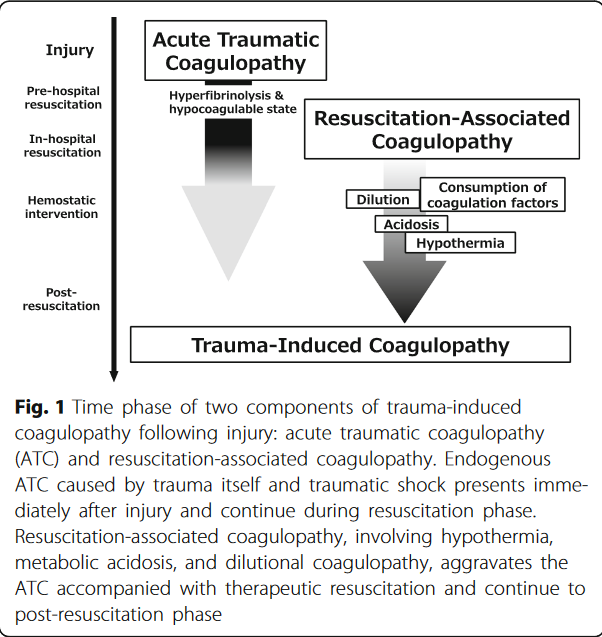 Injury
Acute Traumatic
Coagulopathy
Pre-hospital
resuscitation
Hyperfibrinolysis &
hypocoagulable state
Resuscitation-Associated
Coagulopathy
In-hospital
resuscitation
Hemostatic
intervention
Dilution
Consumption of
coagulation factors
Acidosis
Hypothermia
Post-
resuscitation
Trauma-Induced Coagulopathy
Fig. 1 Time phase of two components of trauma-induced
coagulopathy following injury: acute traumatic coagulopathy
(ATC) and resuscitation-associated coagulopathy. Endogenous
ATC caused by trauma itself and traumatic shock presents imme-
diately after injury and continue during resuscitation phase.
Resuscitation-associated coagulopathy, involving hypothermia,
metabolic acidosis, and dilutional coagulopathy, aggravates the
ATC accompanied with therapeutic resuscitation and continue to
post-resuscitation phase